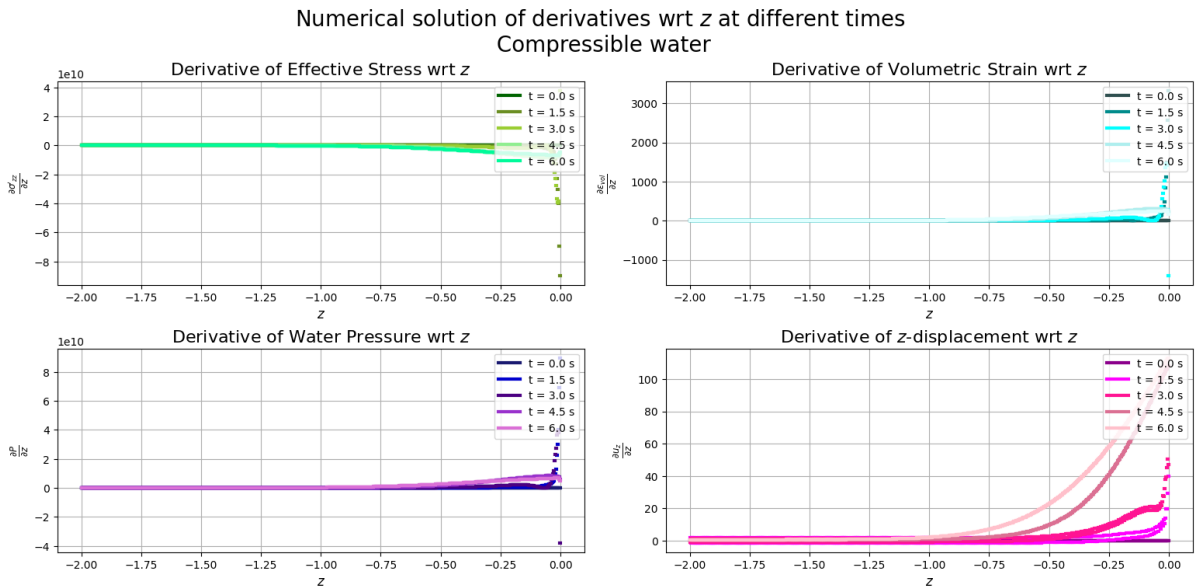 Numerical solution of derivatives wrt z at different times
Compressible water
Derivative of Effective Stress wrt z
1e10
4
2
0
−2
−4
−6
−8
∂σ'zz/∂z
t = 0.0 s
t = 1.5 s
t = 3.0 s
t = 4.5 s
t = 6.0 s
−2.00 −1.75 −1.50 −1.25 −1.00 −0.75 −0.50 −0.25 0.00
z
Derivative of Volumetric Strain wrt z
3000
2000
1000
0
−1000
∂εvol/∂z
t = 0.0 s
t = 1.5 s
t = 3.0 s
t = 4.5 s
t = 6.0 s
−2.00 −1.75 −1.50 −1.25 −1.00 −0.75 −0.50 −0.25 0.00
z
Derivative of Water Pressure wrt z
1e10
8
6
4
2
0
−2
−4
∂P/∂z
t = 0.0 s
t = 1.5 s
t = 3.0 s
t = 4.5 s
t = 6.0 s
−2.00 −1.75 −1.50 −1.25 −1.00 −0.75 −0.50 −0.25 0.00
z
Derivative of z-displacement wrt z
100
80
60
40
20
0
∂uz/∂z
t = 0.0 s
t = 1.5 s
t = 3.0 s
t = 4.5 s
t = 6.0 s
−2.00 −1.75 −1.50 −1.25 −1.00 −0.75 −0.50 −0.25 0.00
z